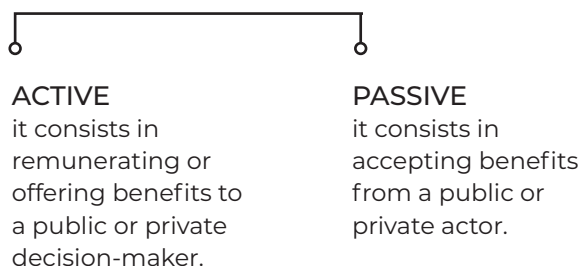 ACTIVE
it consists in
remunerating or
offering benefits to
a public or private
decision-maker.
PASSIVE
it consists in
accepting benefits
from a public or
private actor.